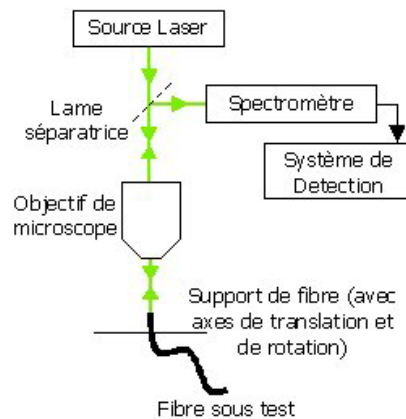 Source Laser
Lame
séparatrice
Spectromètre
Système de
Detection
Objectif de
microscope
Support de fibre (avec
axes de translation et
de rotation)
Fibre sous test